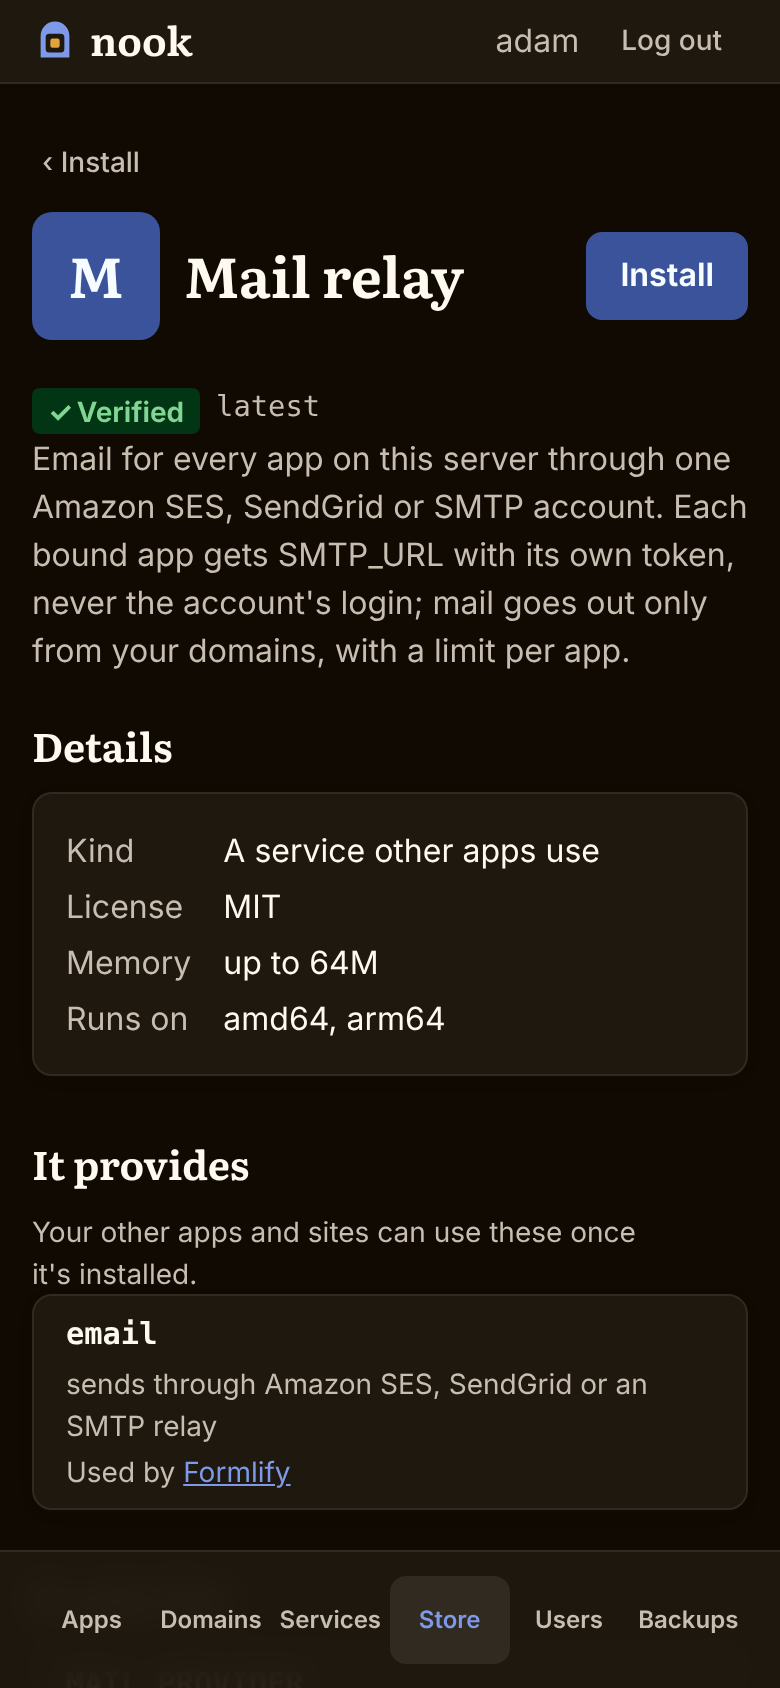 nook
adam
Log out
‹ Install
M
Mail relay
Install
✓ Verified
latest
Email for every app on this server through one
Amazon SES, SendGrid or SMTP account. Each
bound app gets SMTP_URL with its own token,
never the account's login; mail goes out only
from your domains, with a limit per app.
Details
Kind A service other apps use
License MIT
Memory up to 64M
Runs on amd64, arm64
It provides
Your other apps and sites can use these once
it's installed.
email
sends through Amazon SES, SendGrid or an
SMTP relay
Used by Formlify
Apps Domains Services Store Users Backups
MAIL PROVIDER